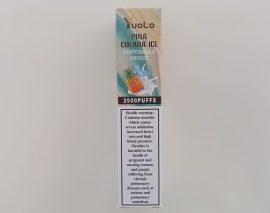 YuoLo
PINA
COLADA ICE
DISPOSABLE
DEVICE
2500PUFFS
Health warning:
Contains nicotine
which causes
severe addiction,
increased heart
rate and high
blood pressure.
Nicotine is
harmful to the
health of
pregnant and
nursing women,
and people
suffering from
chronic
pulmonary
disease such as
asthma and
pulmonary
embolism.